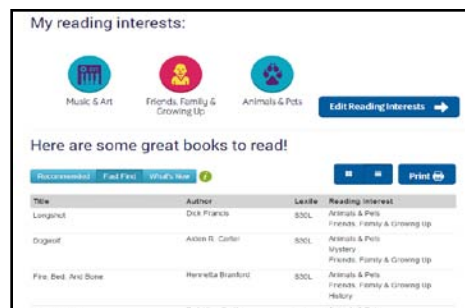 My reading interests:
Music & Art
Friends, Family &
Growing Up
Animals & Pets
Edit Reading Interests
Here are some great books to read!
Recommended Fast Find What's New
Print
Title Author Lexile Reading Interest
Longshot Dick Francis 830L Animals & Pets
Friends, Family & Growing Up
Dogwolf Alden R. Carter 830L Animals & Pets
Mystery
Friends, Family & Growing Up
Fire, Bed, And Bone Henrietta Branford 830L Animals & Pets
Friends, Family & Growing Up
History